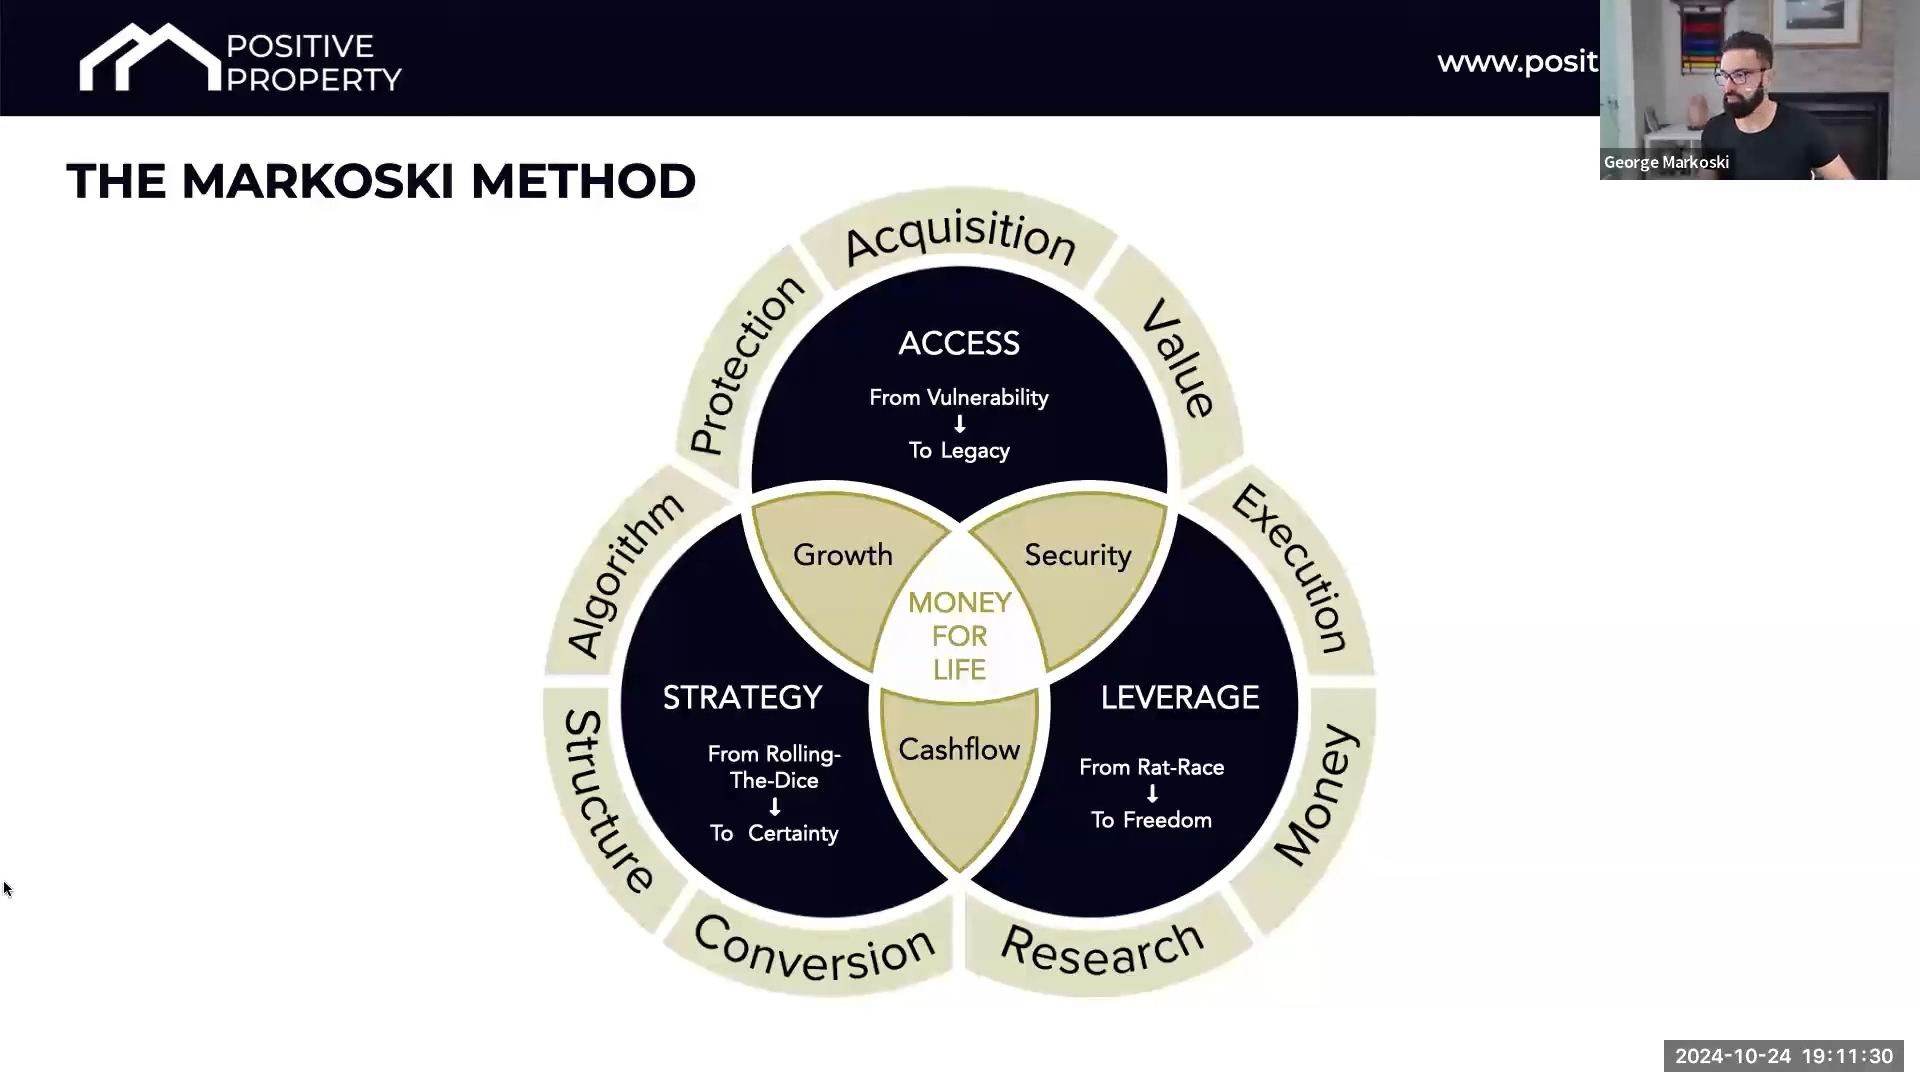 POSITIVE
PROPERTY
www.posit
George Markoski
THE MARKOSKI METHOD
Acquisition
Protection
Value
ACCESS
From Vulnerability
To Legacy
Algorithm
Execution
Growth
Security
MONEY
FOR
LIFE
STRATEGY
From Rolling-
The-Dice
To Certainty
LEVERAGE
From Rat-Race
To Freedom
Cashflow
Structure
Money
Conversion
Research
2024-10-24 19:11:30